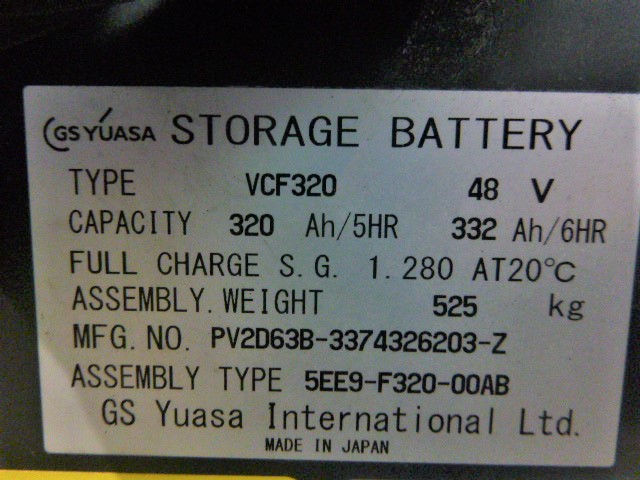 GS YUASA STORAGE BATTERY
TYPE VCF320 48 V
CAPACITY 320 Ah/5HR 332 Ah/6HR
FULL CHARGE S.G. 1.280 AT20℃
ASSEMBLY.WEIGHT 525 kg
MFG.NO. PV2D63B-3374326203-Z
ASSEMBLY TYPE 5EE9-F320-00AB
GS Yuasa International Ltd.
MADE IN JAPAN